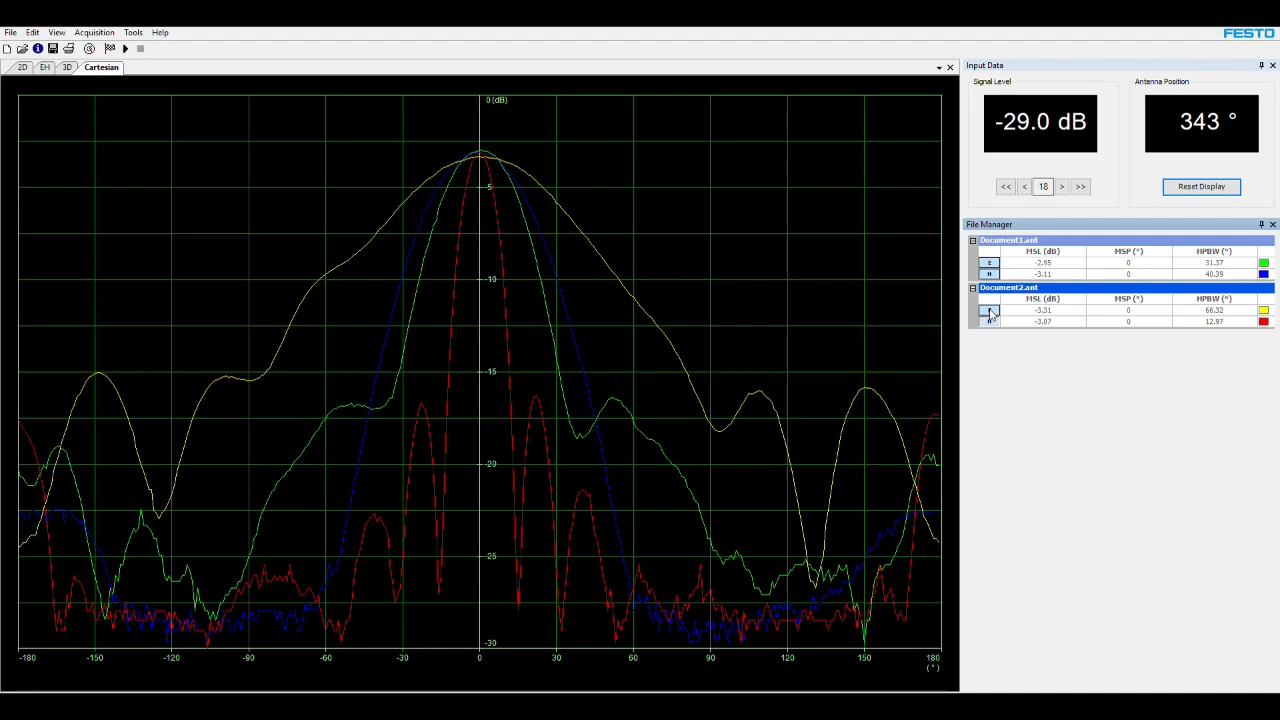 File Edit View Acquisition Tools Help
FESTO
2D EH 3D Cartesian
Input Data
Signal Level
-29.0 dB
<< < 18 > >>
Antenna Position
343 °
Reset Display
File Manager
Document1.ant
MSL (dB) MSP (°) HPBW (°)
E -2.95 0 31.37
H -3.11 0 40.39
Document2.ant
MSL (dB) MSP (°) HPBW (°)
-3.31 0 66.32
-3.07 0 12.97
0 (dB)
-5
-10
-15
-20
-25
-30
-180 -150 -120 -90 -60 -30 0 30 60 90 120 150 180
(°)